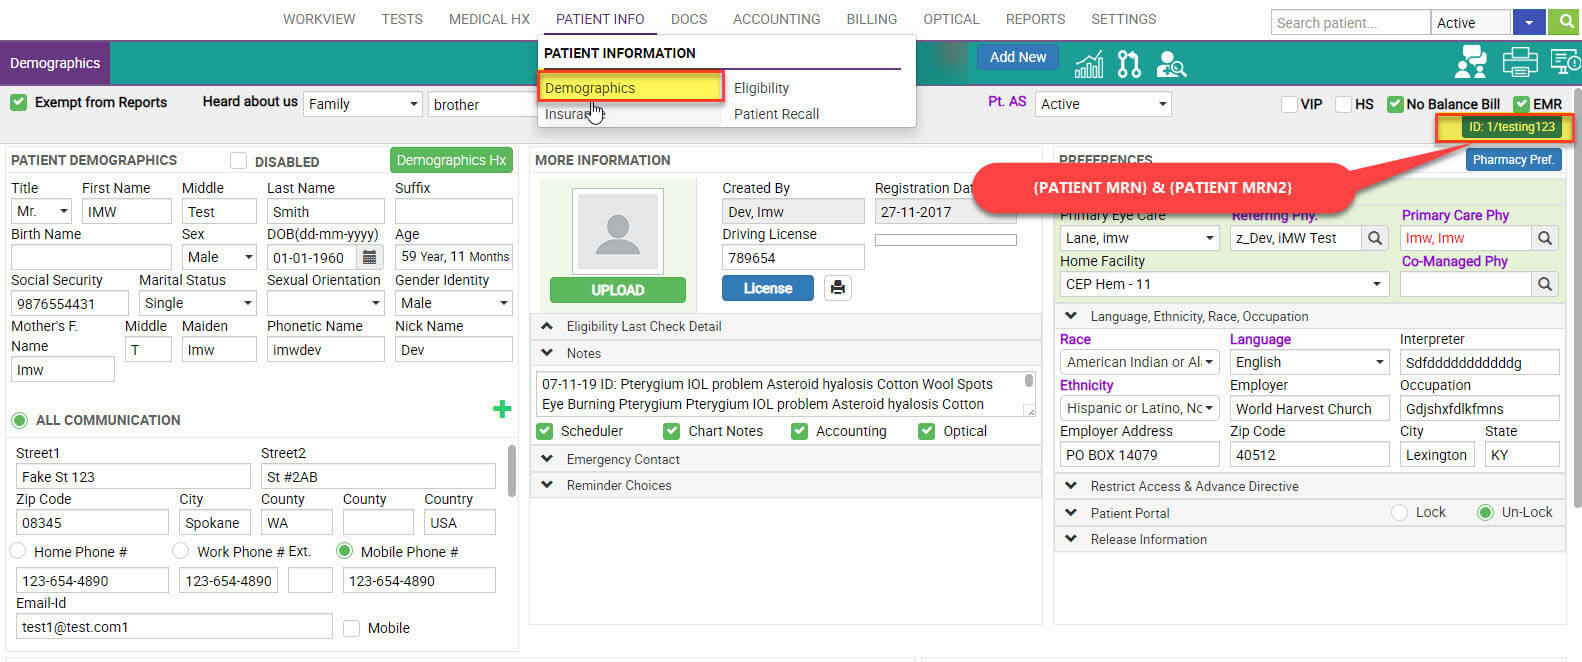 WORKVIEW TESTS MEDICAL HX PATIENT INFO DOCS ACCOUNTING BILLING OPTICAL REPORTS SETTINGS Search patient... Active
PATIENT INFORMATION
Demographics Add New
Demographics Eligibility
Insurance Patient Recall
Exempt from Reports Heard about us Family brother Pt. AS Active VIP HS No Balance Bill EMR
ID: 1/testing123
PATIENT DEMOGRAPHICS DISABLED Demographics Hx
Title First Name Middle Last Name Suffix
Mr. IMW Test Smith
Birth Name Sex DOB(dd-mm-yyyy) Age
Male 01-01-1960 59 Year, 11 Months
Social Security Marital Status Sexual Orientation Gender Identity
9876554431 Single Male
Mother's F. Name Middle Maiden Phonetic Name Nick Name
Imw T Imw imwdev Dev
ALL COMMUNICATION
Street1 Street2
Fake St 123 St #2AB
Zip Code City County County Country
08345 Spokane WA USA
Home Phone # Work Phone # Ext. Mobile Phone #
123-654-4890 123-654-4890 123-654-4890
Email-Id
test1@test.com1 Mobile
MORE INFORMATION
Created By Registration Dat
Dev, Imw 27-11-2017
Driving License
789654
UPLOAD License
Eligibility Last Check Detail
Notes
07-11-19 ID: Pterygium IOL problem Asteroid hyalosis Cotton Wool Spots
Eye Burning Pterygium Pterygium IOL problem Asteroid hyalosis Cotton
Scheduler Chart Notes Accounting Optical
Emergency Contact
Reminder Choices
PREFERENCES Pharmacy Pref.
{PATIENT MRN} & {PATIENT MRN2}
Primary Eye Care Referring Phy. Primary Care Phy
Lane, imw z_Dev, iMW Test Imw, Imw
Home Facility Co-Managed Phy
CEP Hem - 11
Language, Ethnicity, Race, Occupation
Race Language Interpreter
American Indian or Al English Sdfdddddddddddg
Ethnicity Employer Occupation
Hispanic or Latino, Nc World Harvest Church Gdjshxfdlkfmns
Employer Address Zip Code City State
PO BOX 14079 40512 Lexington KY
Restrict Access & Advance Directive
Patient Portal Lock Un-Lock
Release Information